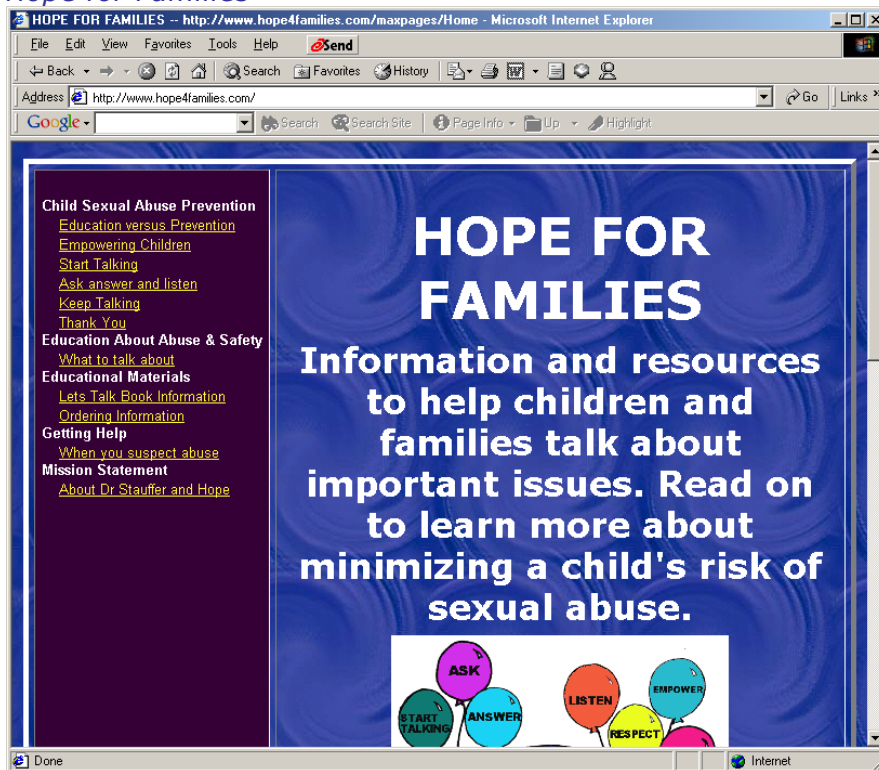 Hope for Families
HOPE FOR FAMILIES -- http://www.hope4families.com/maxpages/Home - Microsoft Internet Explorer
File Edit View Favorites Tools Help Send
Back Search Favorites History
Address http://www.hope4families.com/ Go Links »
Google Search Search Site Page Info Up Highlight
Child Sexual Abuse Prevention
Education versus Prevention
Empowering Children
Start Talking
Ask answer and listen
Keep Talking
Thank You
Education About Abuse & Safety
What to talk about
Educational Materials
Lets Talk Book Information
Ordering Information
Getting Help
When you suspect abuse
Mission Statement
About Dr Stauffer and Hope
HOPE FOR
FAMILIES
Information and resources
to help children and
families talk about
important issues. Read on
to learn more about
minimizing a child's risk of
sexual abuse.
ASK
START
TALKING
ANSWER
LISTEN
EMPOWER
RESPECT
Done Internet